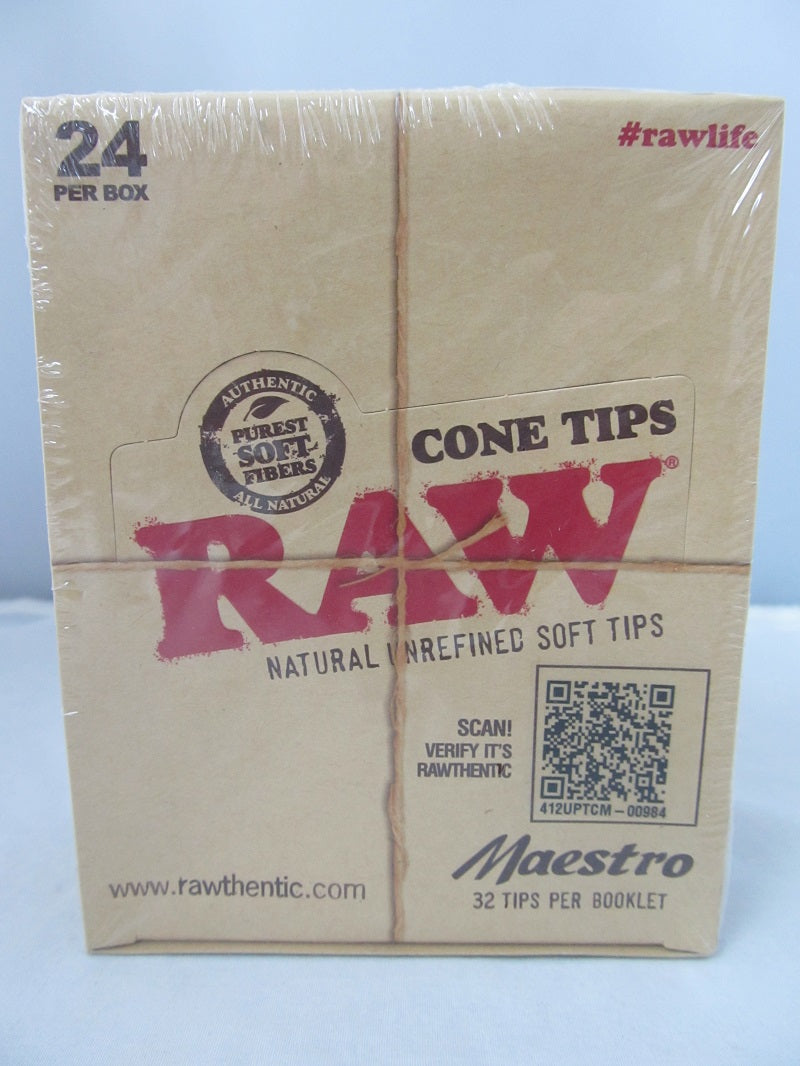 24
PER BOX
#rawlife
AUTHENTIC
PUREST
SOFT
FIBERS
ALL NATURAL
CONE TIPS
RAW®
NATURAL UNREFINED SOFT TIPS
SCAN!
VERIFY IT'S
RAWTHENTIC
412UPTCM-00984
Maestro
32 TIPS PER BOOKLET
www.rawthentic.com